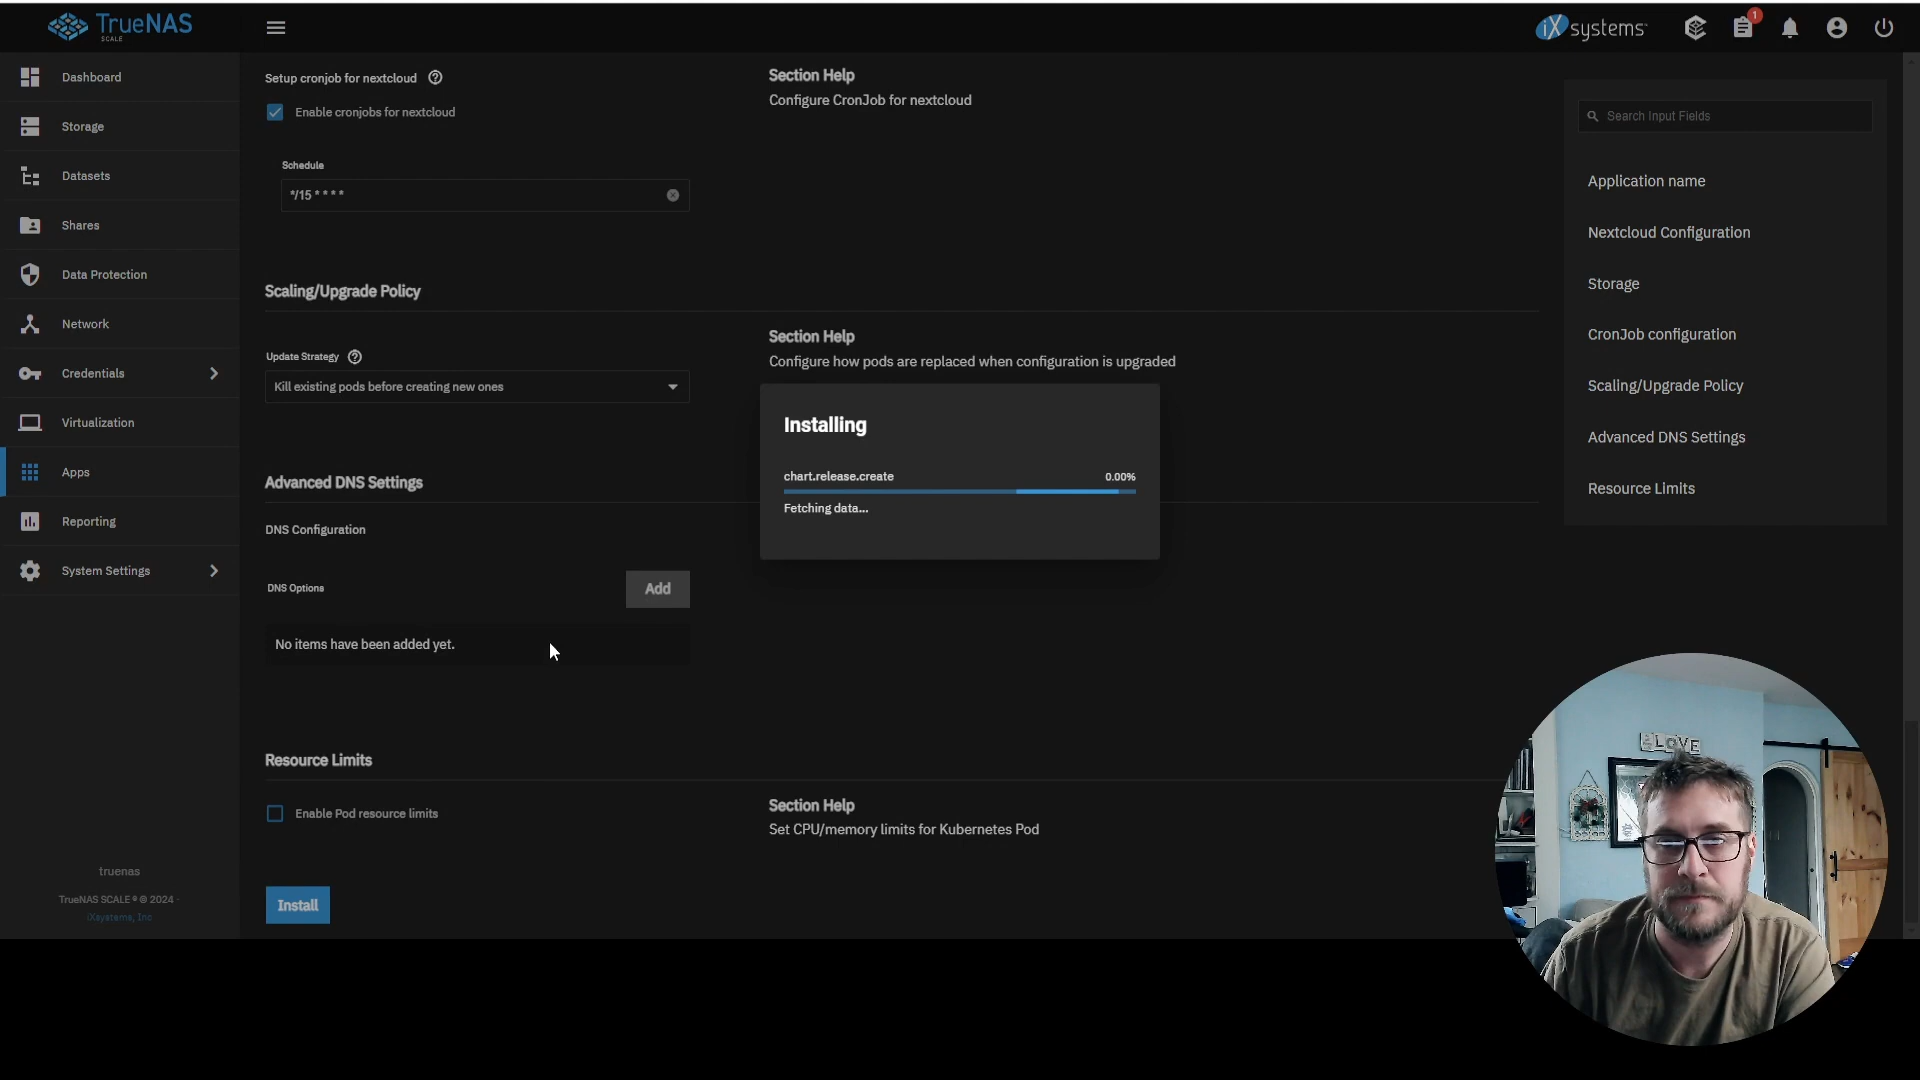 TrueNAS
SCALE
iXsystems
1
Dashboard
Storage
Datasets
Shares
Data Protection
Network
Credentials
Virtualization
Apps
Reporting
System Settings
truenas
TrueNAS SCALE ® © 2024 -
iXsystems, Inc
Setup cronjob for nextcloud
Enable cronjobs for nextcloud
Schedule
*/15 * * * *
Section Help
Configure CronJob for nextcloud
Scaling/Upgrade Policy
Update Strategy
Kill existing pods before creating new ones
Section Help
Configure how pods are replaced when configuration is upgraded
Installing
chart.release.create 0.00%
Fetching data...
Advanced DNS Settings
DNS Configuration
DNS Options
Add
No items have been added yet.
Resource Limits
Enable Pod resource limits
Section Help
Set CPU/memory limits for Kubernetes Pod
Install
Search Input Fields
Application name
Nextcloud Configuration
Storage
CronJob configuration
Scaling/Upgrade Policy
Advanced DNS Settings
Resource Limits
LOVE